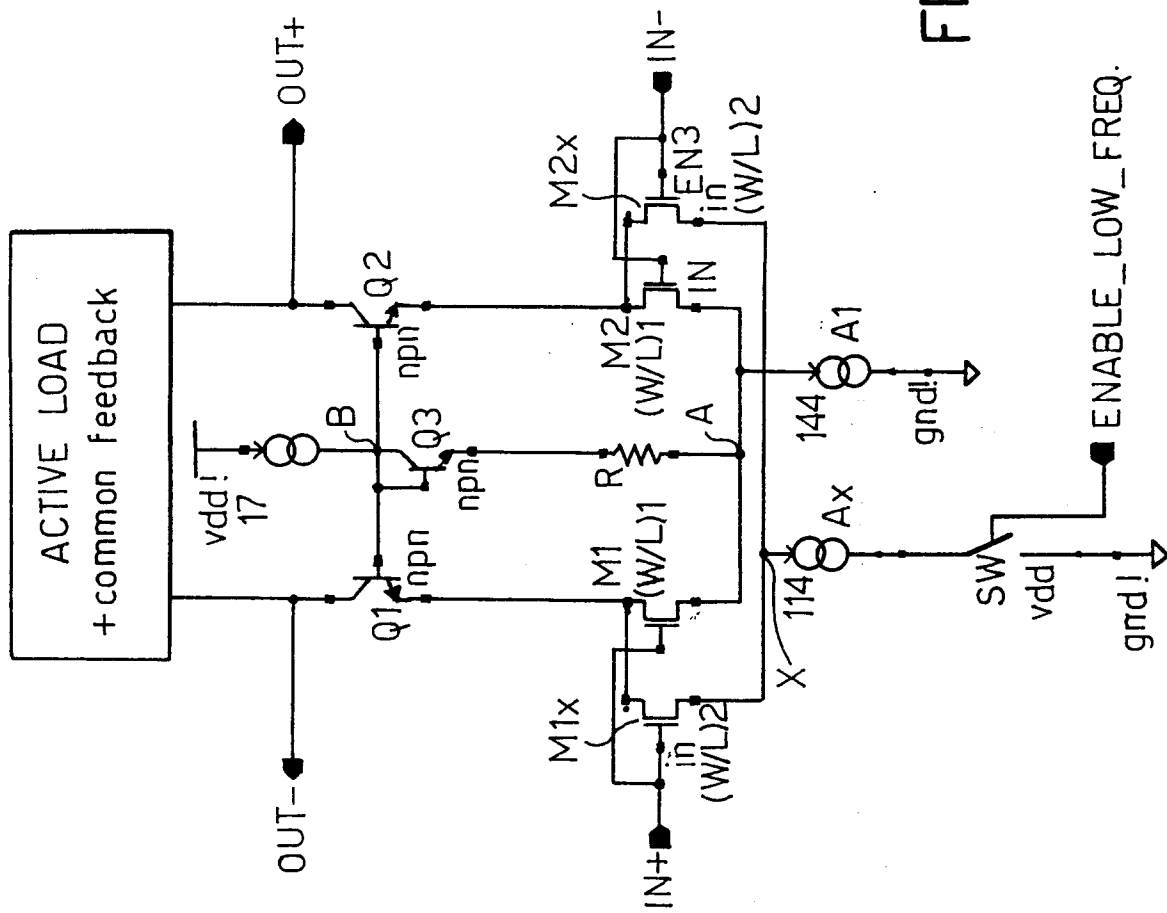 FI
ACTIVE LOAD
+common feedback
vdd!
17
OUT-
OUT+
B
Q1
npn
Q3
npn
Q2
npn
R
A
M1x
in
(W/L)2
M1
(W/L)1
M2
(W/L)1
IN
M2x
EN3
in
(W/L)2
IN+
IN-
X
114
Ax
144
A1
gnd!
SW
vdd
gnd!
ENABLE_LOW_FREQ.